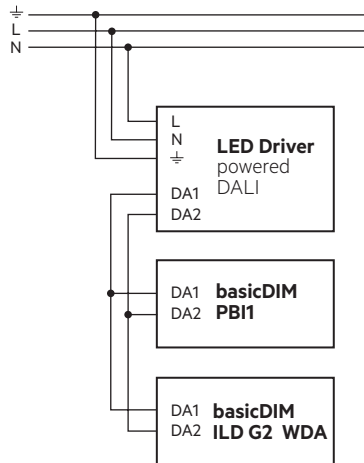 ⏚
L
N
L
N
⏚
LED Driver
powered
DALI
DA1
DA2
DA1 basicDIM
DA2 PBI1
DA1 basicDIM
DA2 ILD G2 WDA